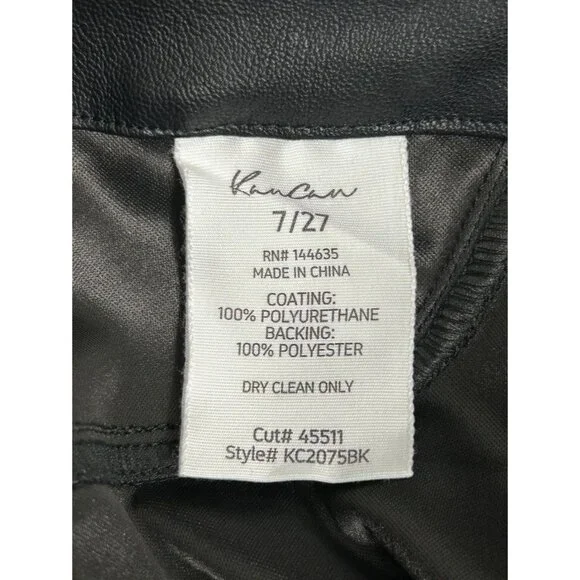 KanCan
7/27
RN# 144635
MADE IN CHINA
COATING:
100% POLYURETHANE
BACKING:
100% POLYESTER
DRY CLEAN ONLY
Cut# 45511
Style# KC2075BK